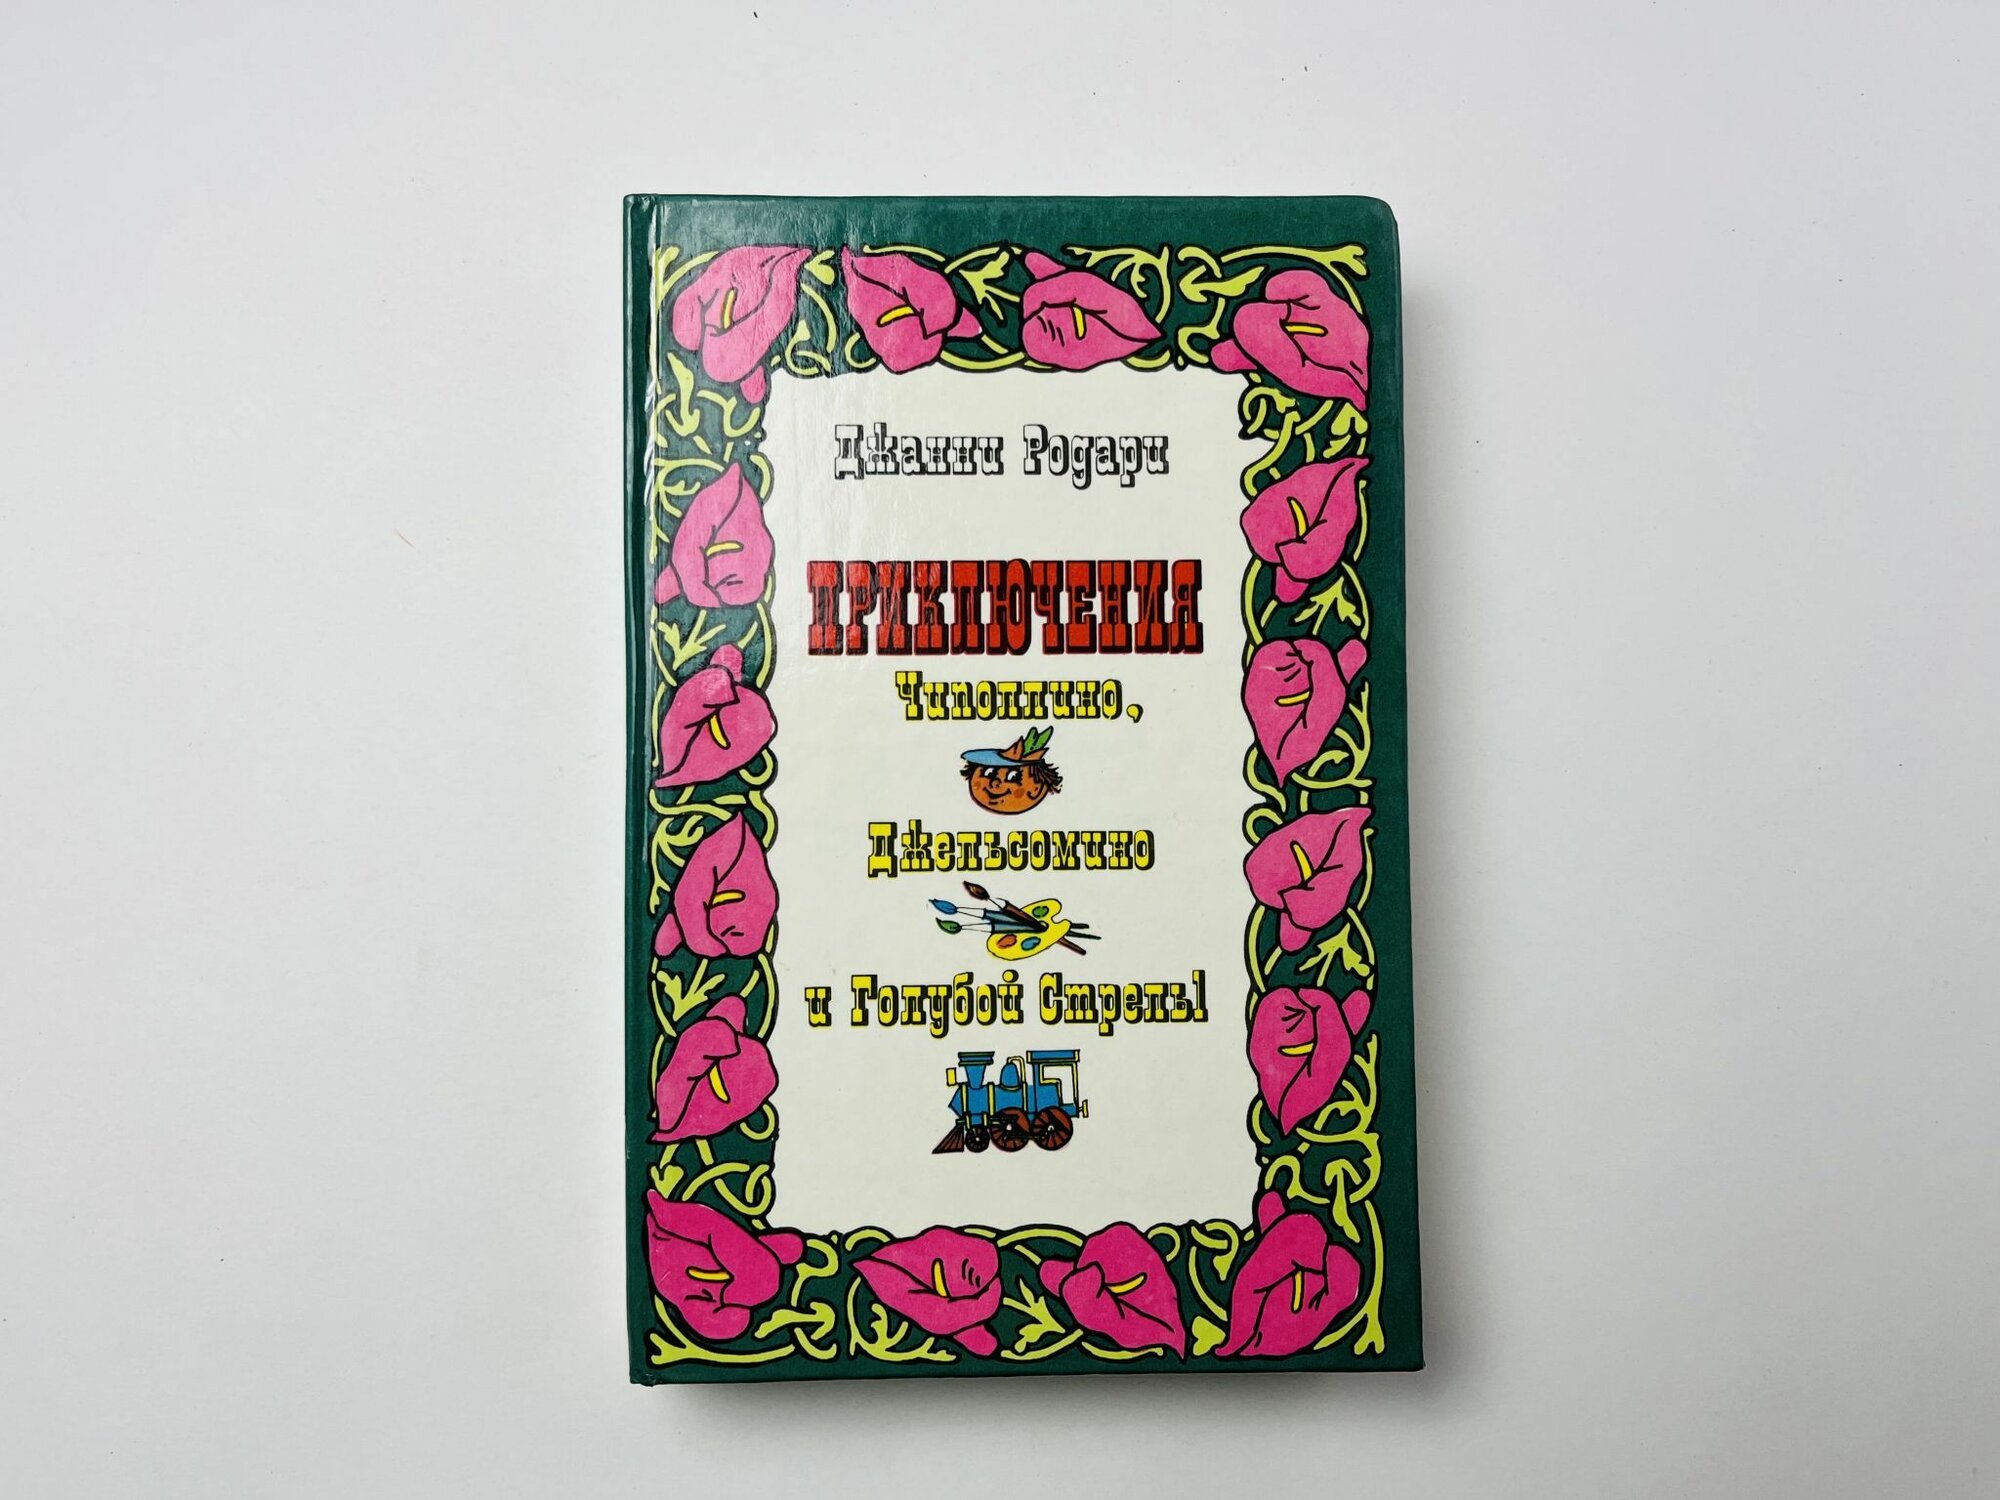 Джанни Родари
ПРИКЛЮЧЕНИЯ
Чиполлино,
Джельсомино
и Голубой Стрелы